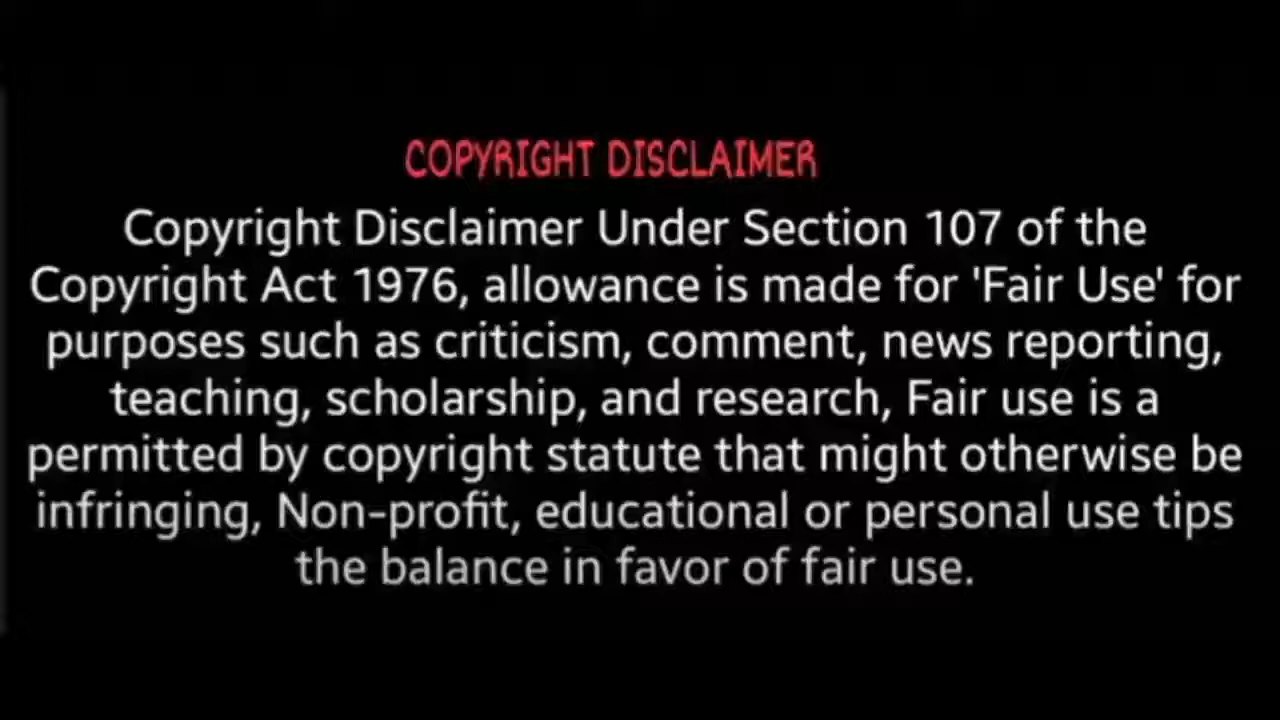 COPYRIGHT DISCLAIMER
Copyright Disclaimer Under Section 107 of the
Copyright Act 1976, allowance is made for 'Fair Use' for
purposes such as criticism, comment, news reporting,
teaching, scholarship, and research, Fair use is a
permitted by copyright statute that might otherwise be
infringing, Non-profit, educational or personal use tips
the balance in favor of fair use.